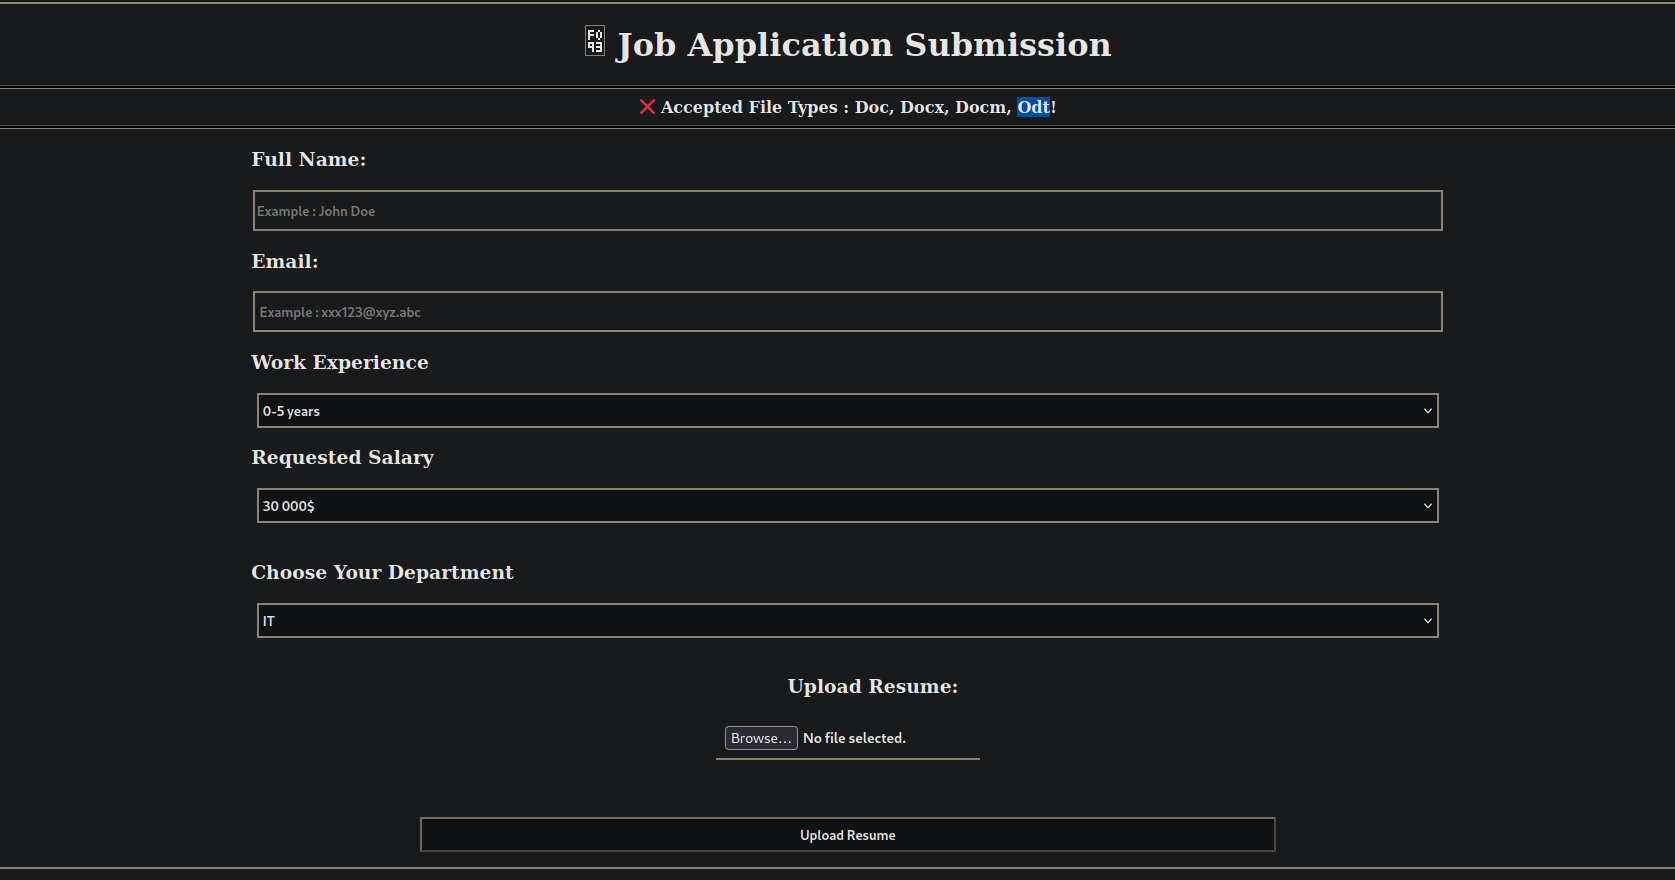 Job Application Submission
❌ Accepted File Types : Doc, Docx, Docm, Odt!
Full Name:
Example : John Doe
Email:
Example : xxx123@xyz.abc
Work Experience
0-5 years
Requested Salary
30 000$
Choose Your Department
IT
Upload Resume:
Browse... No file selected.
Upload Resume